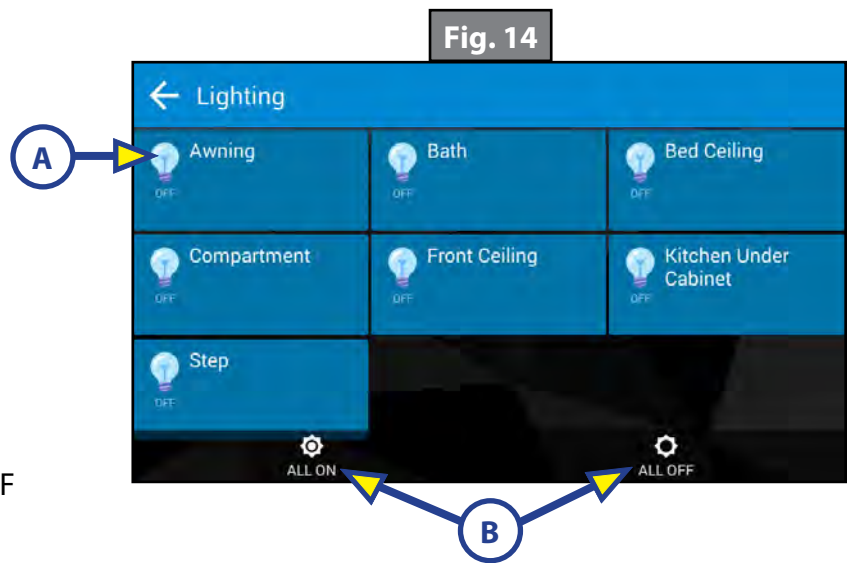 Fig. 14
Lighting
A
Awning
OFF
Bath
OFF
Bed Ceiling
OFF
Compartment
OFF
Front Ceiling
OFF
Kitchen Under
Cabinet
OFF
Step
OFF
ALL ON
ALL OFF
F
B